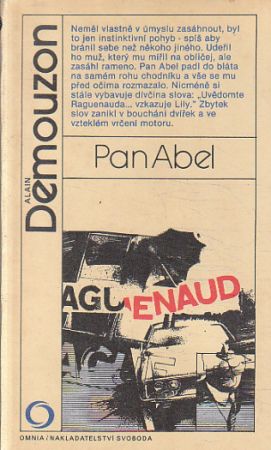 Neměl vlastně v úmyslu zasáhnout, byl
to jen instinktivní pohyb - spíš aby
bránil sebe než někoho jiného. Udeřil
ho muž, který mu mířil na obličej, ale
zasáhl rameno. Pan Abel padl do bláta
na samém rohu chodníku a vše se mu
před očima rozmazalo. Nicméně si
stále vybavuje dívčina slova: „Uvědomte
Raguenauda... vzkazuje Lily." Zbytek
slov zanikl v bouchání dvířek a ve
vzteklém vrčení motoru.
ALAIN
Demouzon
Pan Abel
AGUENAUD
OMNIA/NAKLADATELSTVÍ SVOBODA